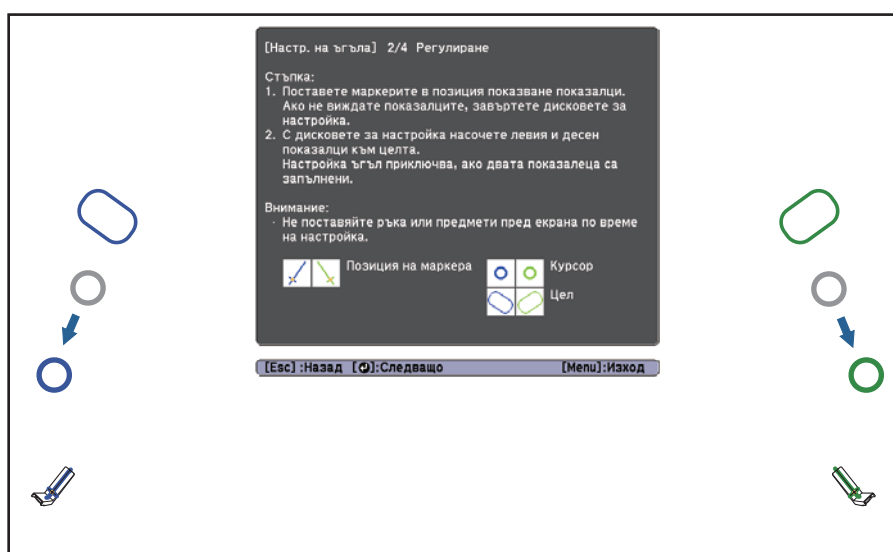 [Настр. на ъгъла] 2/4 Регулиране
Стъпка:
1. Поставете маркерите в позиция показване показалци.
Ако не виждате показалците, завъртете дисковете за
настройка.
2. С дисковете за настройка насочете левия и десен
показалци към целта.
Настройка ъгъл приключва, ако двата показалеца са
запълнени.
Внимание:
· Не поставяйте ръка или предмети пред екрана по време
на настройка.
Позиция на маркера
Курсор
Цел
[Esc] :Назад [⏎]:Следващо [Menu]:Изход